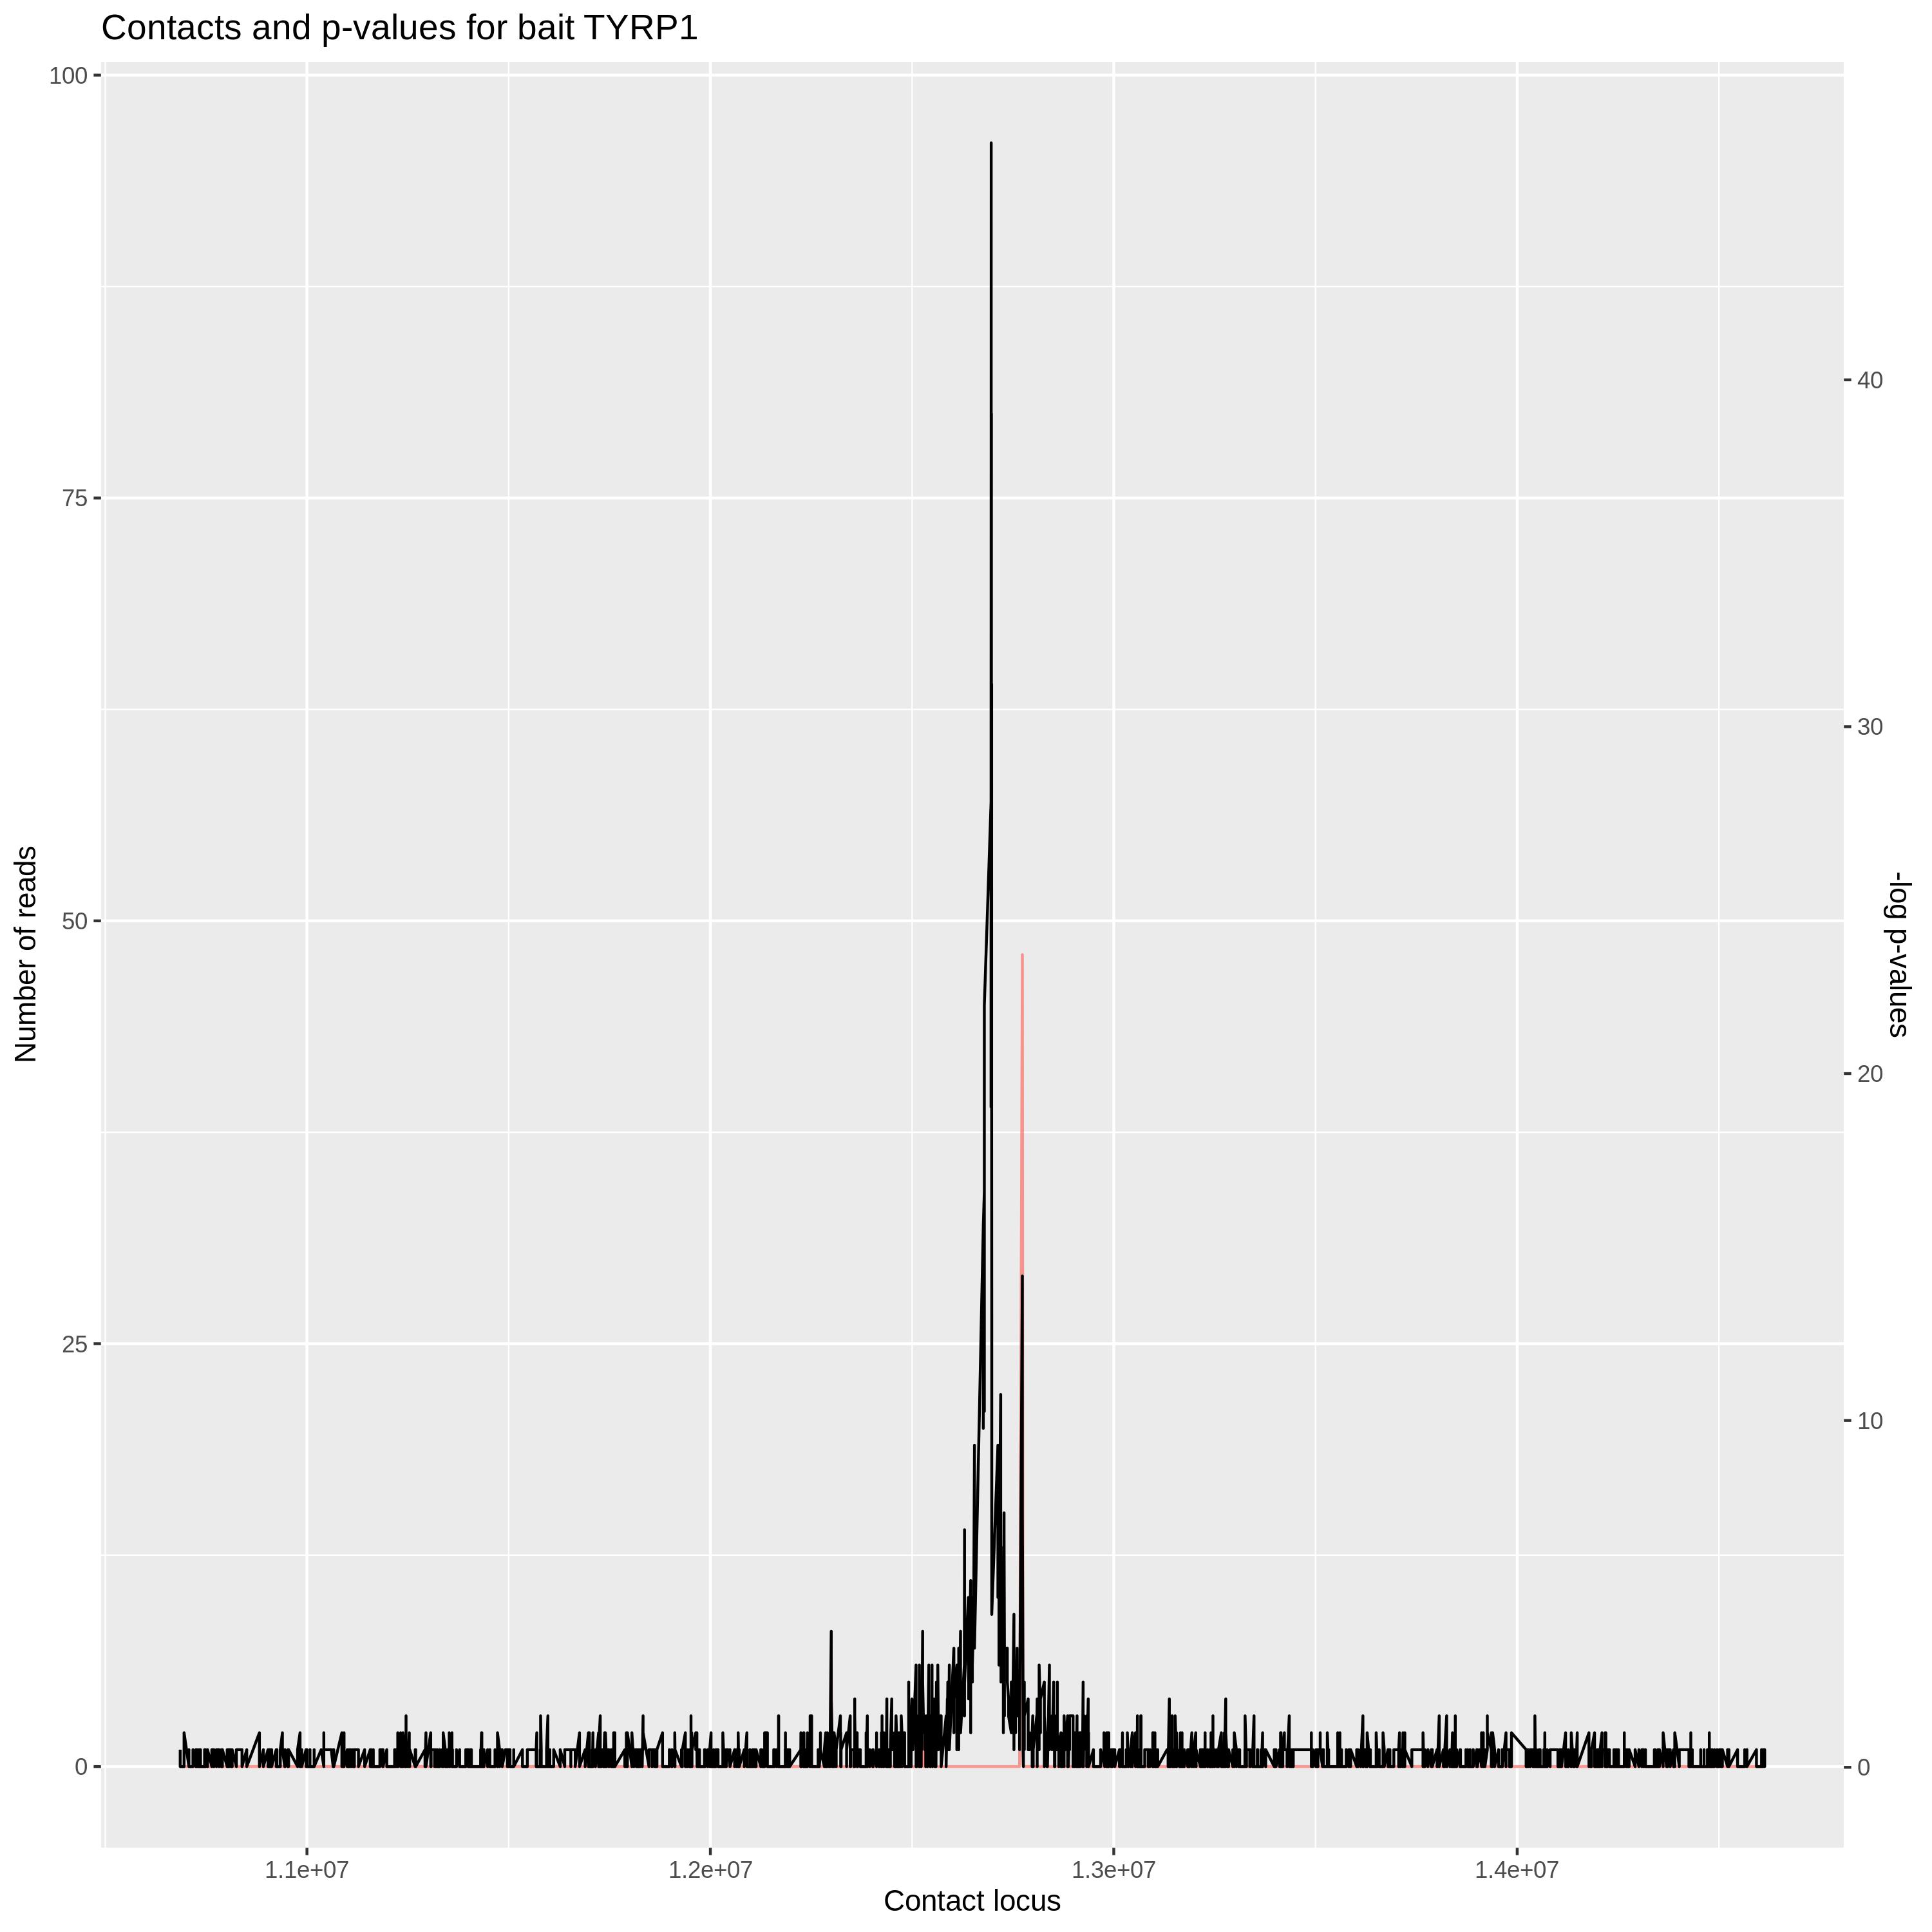 Contacts and p-values for bait TYRP1
100
75
50
25
0
Number of reads
40
30
20
10
0
-log p-values
1.1e+07 1.2e+07 1.3e+07 1.4e+07
Contact locus